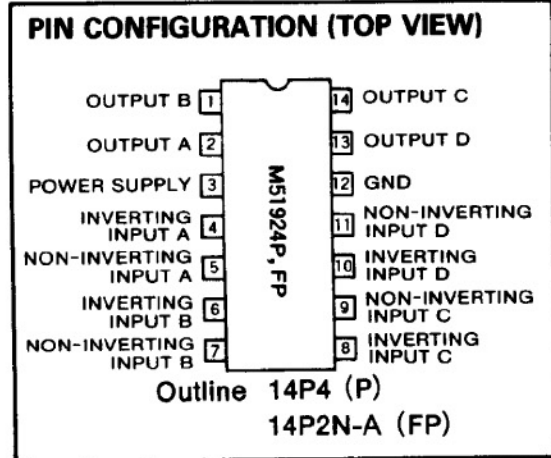 PIN CONFIGURATION (TOP VIEW)
OUTPUT B 1
OUTPUT A 2
POWER SUPPLY 3
INVERTING
INPUT A 4
NON-INVERTING
INPUT A 5
INVERTING
INPUT B 6
NON-INVERTING
INPUT B 7
M51924P,FP
14 OUTPUT C
13 OUTPUT D
12 GND
11 NON-INVERTING
INPUT D
10 INVERTING
INPUT D
9 NON-INVERTING
INPUT C
8 INVERTING
INPUT C
Outline 14P4 (P)
14P2N-A (FP)